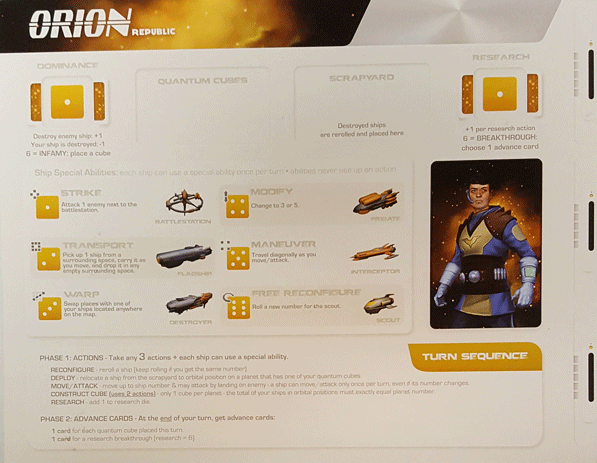 ORION REPUBLIC
DOMINANCE
QUANTUM CUBES
SCRAPYARD
RESEARCH
Destroyed ships
are rerolled and placed here
Destroy enemy ship: +1
Your ship is destroyed: -1
6 = INFAMY: place a cube
+1 per research action
6 = BREAKTHROUGH:
choose 1 advance card
Ship Special Abilities: each ship can use a special ability once per turn • abilities never use up an action
STRIKE
Attack 1 enemy next to the
battlestation.
BATTLESTATION
MODIFY
Change to 3 or 5.
FRIGATE
TRANSPORT
Pick up 1 ship from a
surrounding space, carry it as
you move, and drop it in any
empty surrounding space.
FLAGSHIP
MANEUVER
Travel diagonally as you
move/attack.
INTERCEPTOR
WARP
Swap places with one of
your ships located anywhere
on the map.
DESTROYER
FREE RECONFIGURE
Roll a new number for the scout.
SCOUT
TURN SEQUENCE
PHASE 1: ACTIONS - Take any 3 actions + each ship can use a special ability.
RECONFIGURE - reroll a ship (keep rolling if you get the same number).
DEPLOY - relocate a ship from the scrapyard to orbital position on a planet that has one of your quantum cubes.
MOVE/ATTACK - move up to ship number & may attack by landing on enemy - a ship can move/attack only once per turn, even if its number changes.
CONSTRUCT CUBE (uses 2 actions) - only 1 cube per planet - the total of your ships in orbital positions must exactly equal planet number.
RESEARCH - add 1 to research die.
PHASE 2: ADVANCE CARDS - At the end of your turn, get advance cards:
1 card for each quantum cube placed this turn.
1 card for a research breakthrough (research = 6).